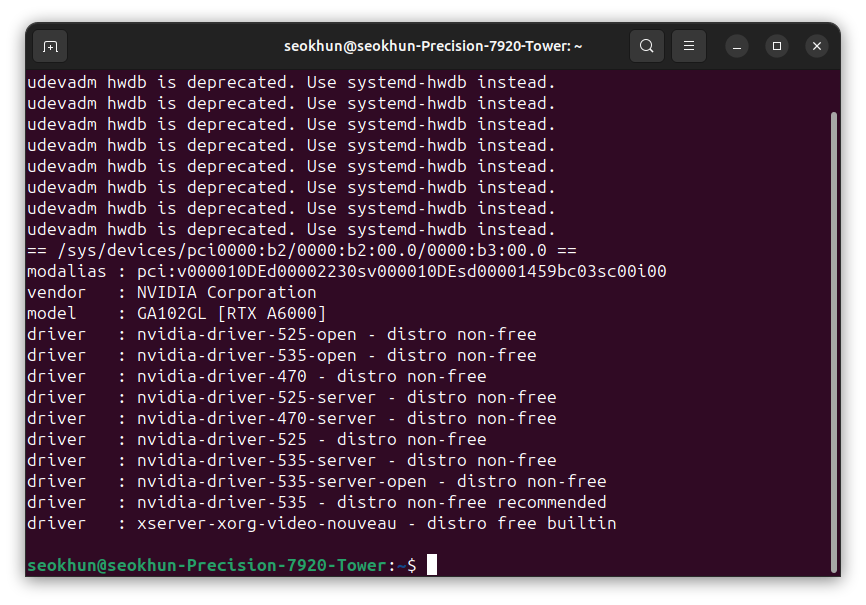 seokhun@seokhun-Precision-7920-Tower: ~
udevadm hwdb is deprecated. Use systemd-hwdb instead.
udevadm hwdb is deprecated. Use systemd-hwdb instead.
udevadm hwdb is deprecated. Use systemd-hwdb instead.
udevadm hwdb is deprecated. Use systemd-hwdb instead.
udevadm hwdb is deprecated. Use systemd-hwdb instead.
udevadm hwdb is deprecated. Use systemd-hwdb instead.
udevadm hwdb is deprecated. Use systemd-hwdb instead.
udevadm hwdb is deprecated. Use systemd-hwdb instead.
== /sys/devices/pci0000:b2/0000:b2:00.0/0000:b3:00.0 ==
modalias : pci:v000010DEd00002230sv000010DEsd00001459bc03sc00i00
vendor   : NVIDIA Corporation
model    : GA102GL [RTX A6000]
driver   : nvidia-driver-525-open - distro non-free
driver   : nvidia-driver-535-open - distro non-free
driver   : nvidia-driver-470 - distro non-free
driver   : nvidia-driver-525-server - distro non-free
driver   : nvidia-driver-470-server - distro non-free
driver   : nvidia-driver-525 - distro non-free
driver   : nvidia-driver-535-server - distro non-free
driver   : nvidia-driver-535-server-open - distro non-free
driver   : nvidia-driver-535 - distro non-free recommended
driver   : xserver-xorg-video-nouveau - distro free builtin
seokhun@seokhun-Precision-7920-Tower:~$